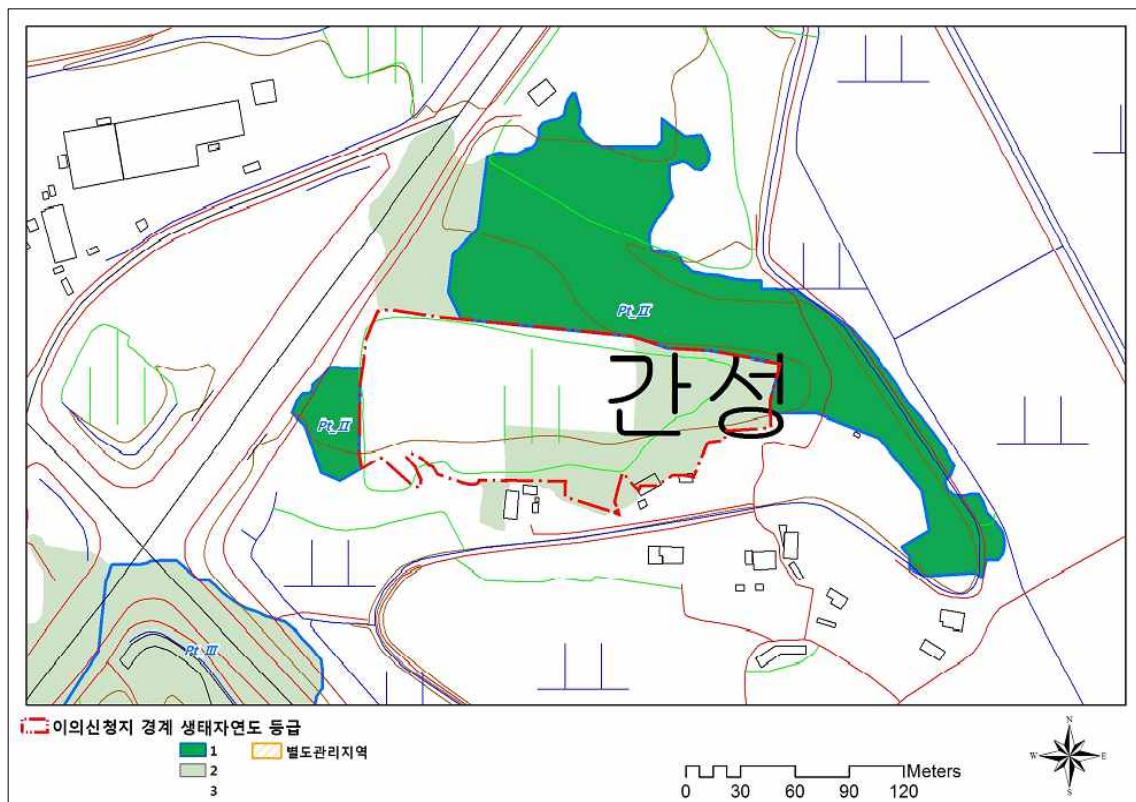 Pt_Ⅱ
간성
Pt_Ⅱ
Pt_Ⅲ
이의신청지 경계 생태자연도 등급
1 별도관리지역
2
3
Meters
0 30 60 90 120
N
W E
S